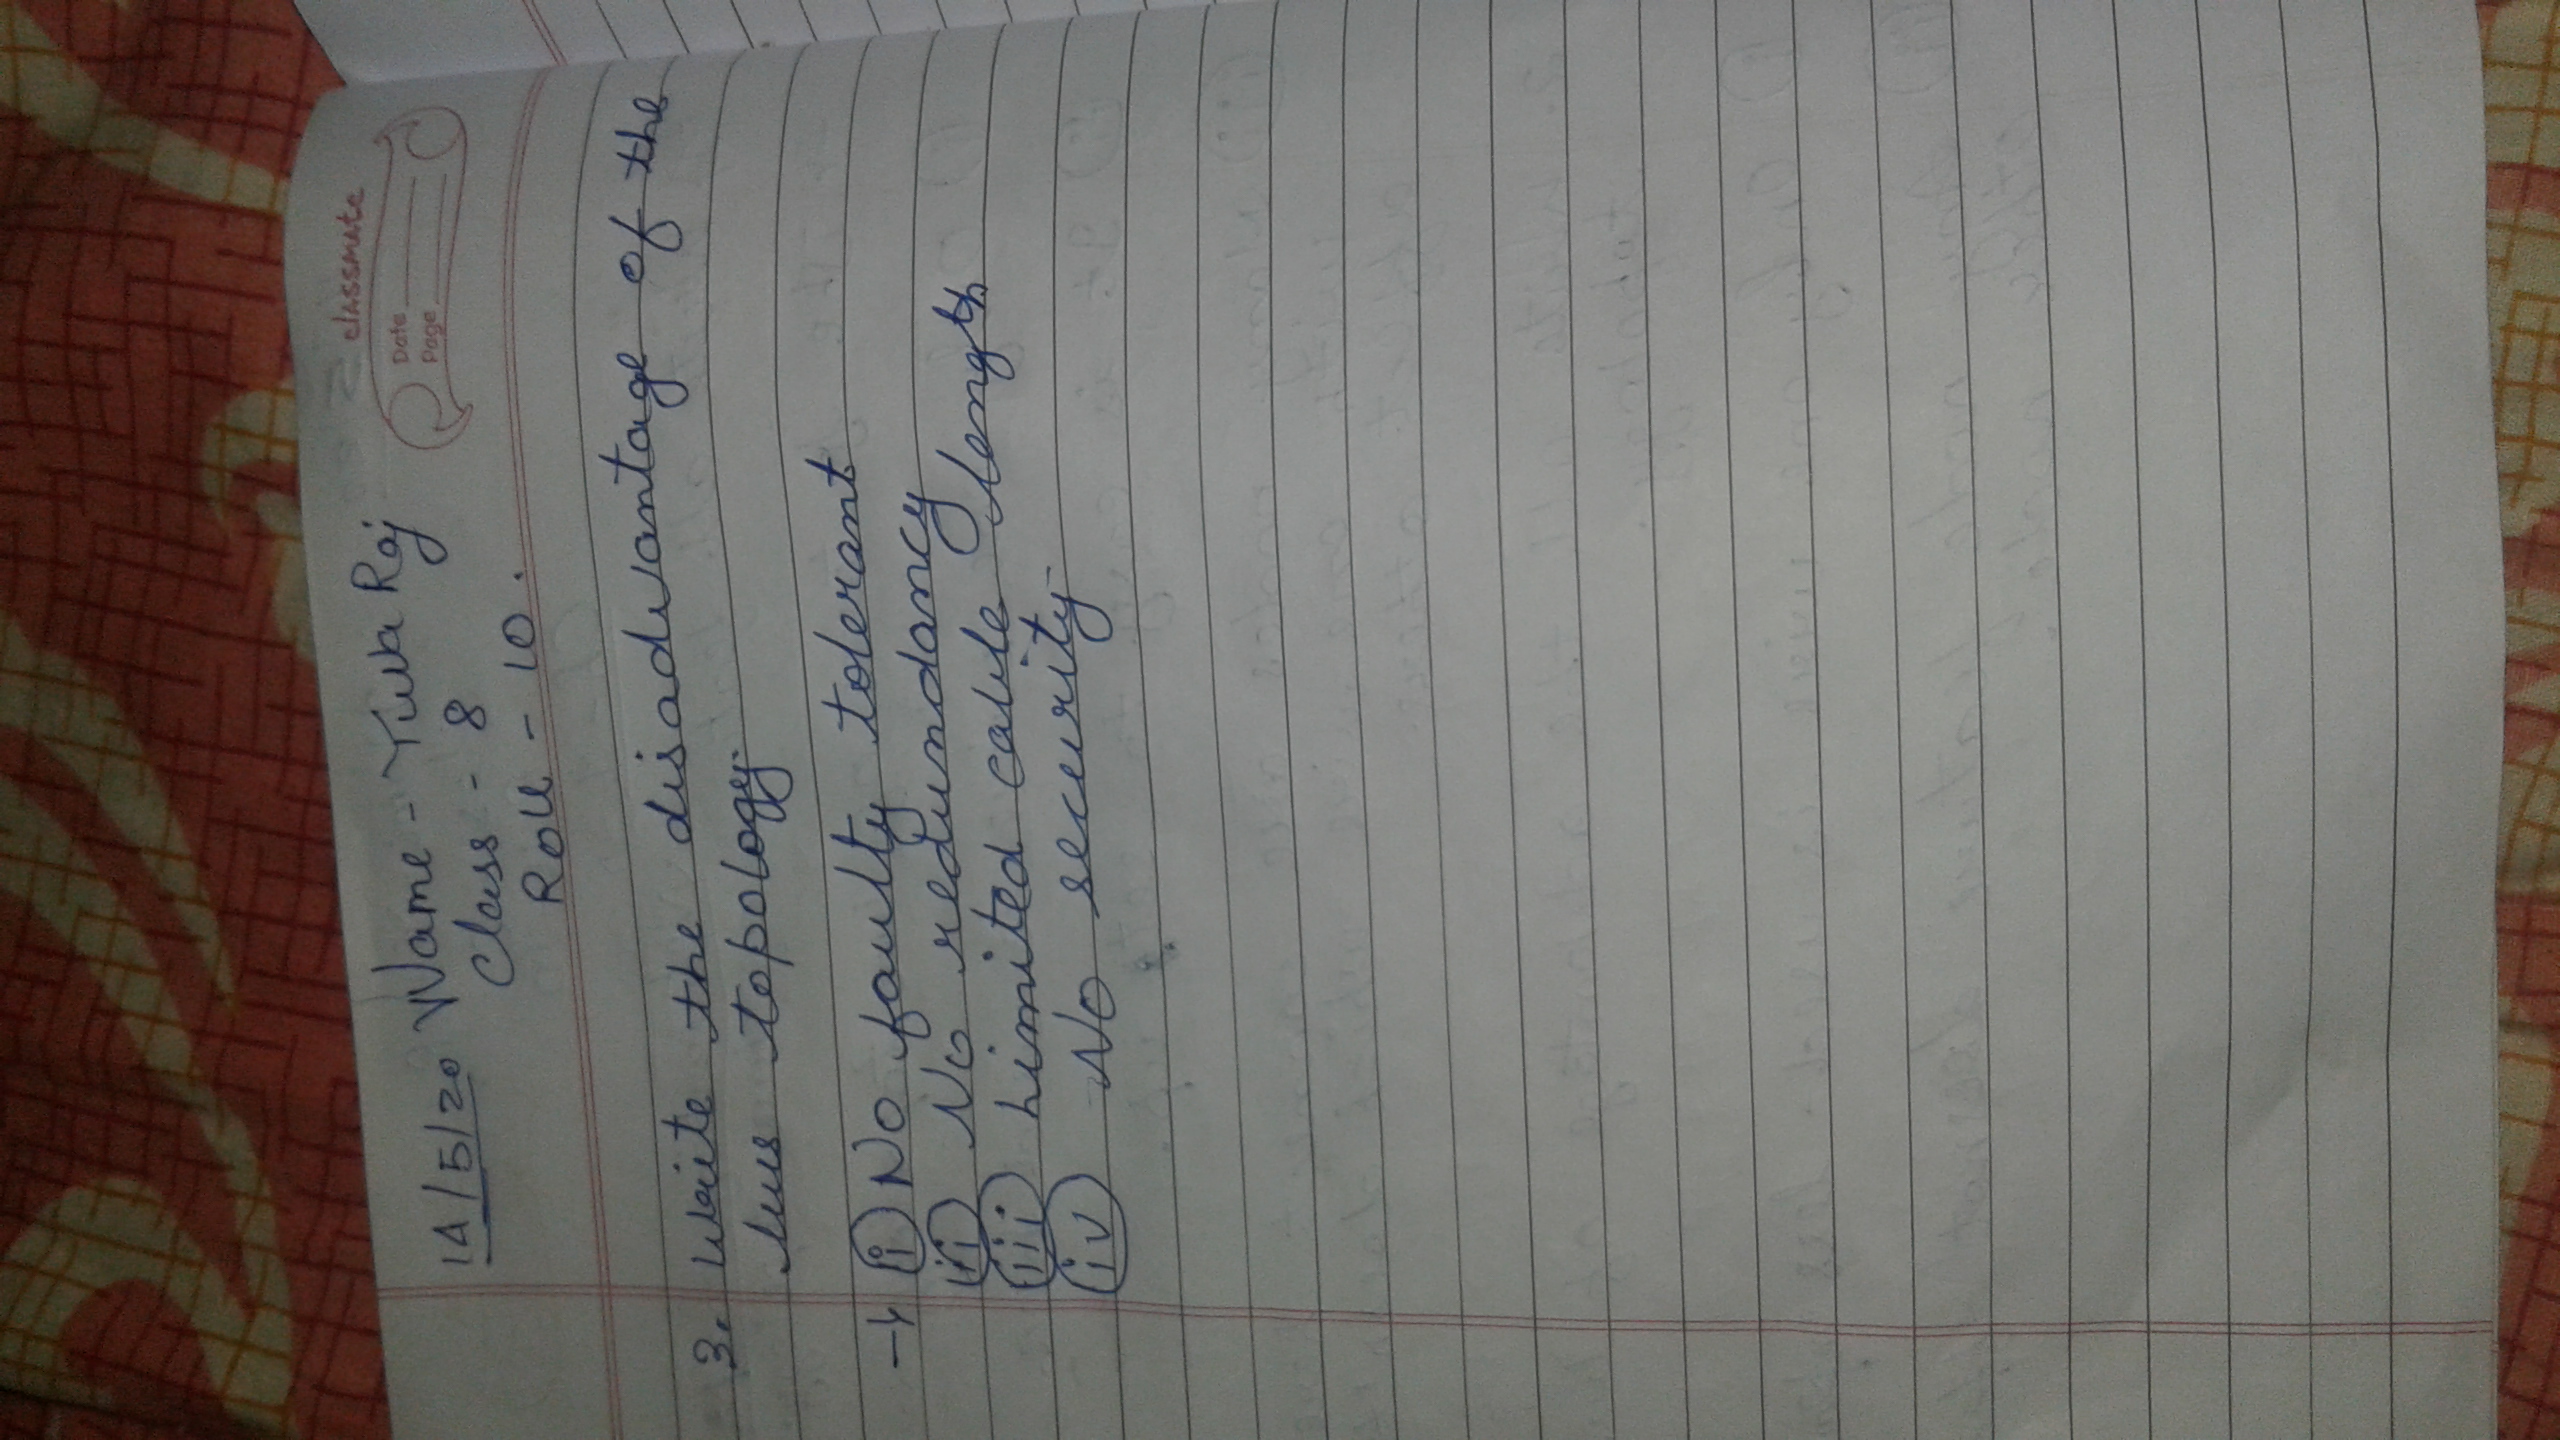 classmate
Date
Page
14/5/20 Name - Yuva Raj
Class - 8
Roll - 10.
3. Write the disadvantage of the
bus topology.
→ (i) No faulty tolerant
(ii) No redundancy
(iii) Limited cable length
(iv) No security